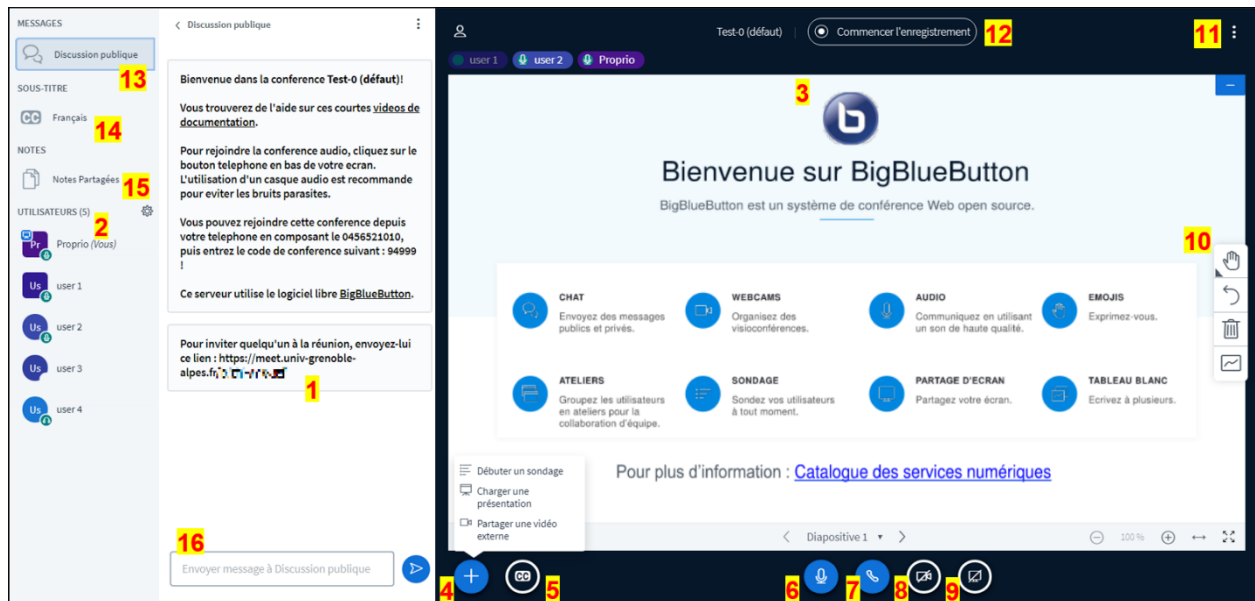 MESSAGES
Discussion publique
13
SOUS-TITRE
CC Français
14
NOTES
Notes Partagées
15
UTILISATEURS (5)
2
Pr Proprio (Vous)
Us user 1
Us user 2
Us user 3
Us user 4
Discussion publique
Bienvenue dans la conference Test-0 (défaut)!
Vous trouverez de l'aide sur ces courtes videos de
documentation.
Pour rejoindre la conference audio, cliquez sur le
bouton telephone en bas de votre ecran.
L'utilisation d'un casque audio est recommande
pour eviter les bruits parasites.
Vous pouvez rejoindre cette conference depuis
votre telephone en composant le 0456521010,
puis entrez le code de conference suivant : 94999
!
Ce serveur utilise le logiciel libre BigBlueButton.
Pour inviter quelqu'un à la réunion, envoyez-lui
ce lien : https://meet.univ-grenoble-
alpes.fr/
1
16
Envoyer message à Discussion publique
Test-0 (défaut)
Commencer l'enregistrement
12
11
user 1
user 2
Proprio
3
b
Bienvenue sur BigBlueButton
BigBlueButton est un système de conférence Web open source.
10
CHAT
Envoyez des messages
publics et privés.
WEBCAMS
Organisez des
visioconférences.
AUDIO
Communiquez en utilisant
un son de haute qualité.
EMOJIS
Exprimez-vous.
ATELIERS
Groupez les utilisateurs
en ateliers pour la
collaboration d'équipe.
SONDAGE
Sondez vos utilisateurs
à tout moment.
PARTAGE D'ECRAN
Partagez votre écran.
TABLEAU BLANC
Ecrivez à plusieurs.
Pour plus d'information : Catalogue des services numériques
Débuter un sondage
Charger une
présentation
Partager une vidéo
externe
Diapositive 1
100 %
4
CC
5
6
7
8
9